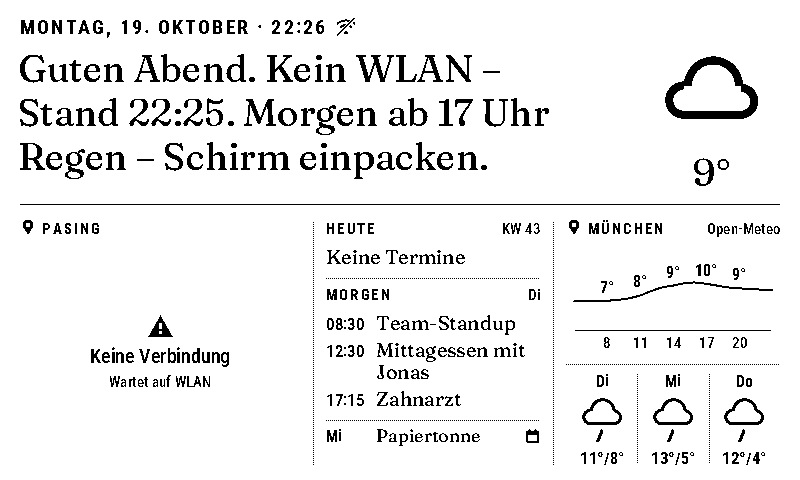 MONTAG, 19. OKTOBER · 22:26
Guten Abend. Kein WLAN –
Stand 22:25. Morgen ab 17 Uhr
Regen – Schirm einpacken.
9°
PASING
Keine Verbindung
Wartet auf WLAN
HEUTE KW 43
Keine Termine
MORGEN Di
08:30 Team-Standup
12:30 Mittagessen mit
Jonas
17:15 Zahnarzt
Mi Papiertonne
MÜNCHEN Open-Meteo
7° 8° 9° 10° 9°
8 11 14 17 20
Di Mi Do
11°/8° 13°/5° 12°/4°